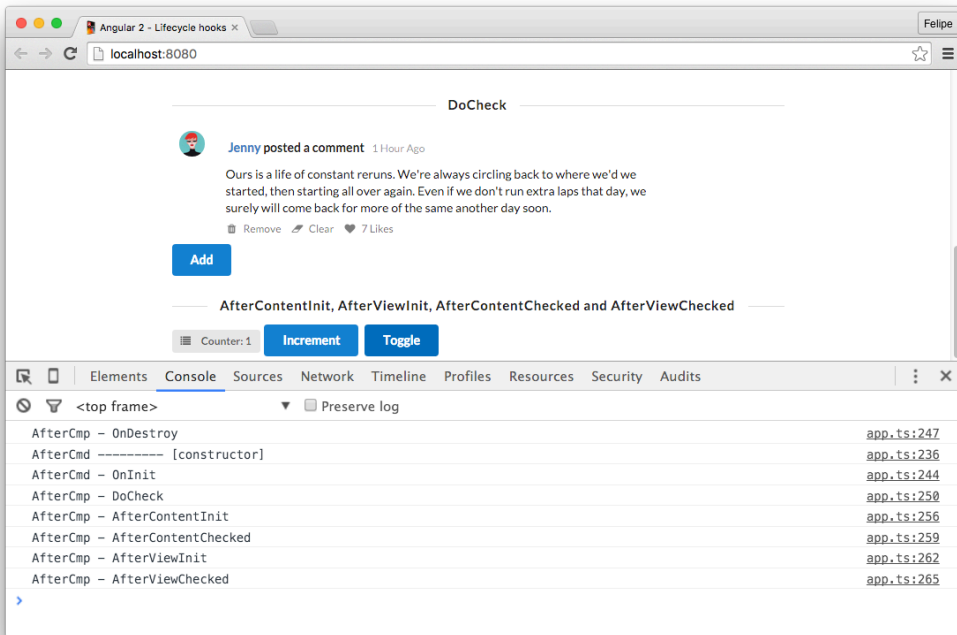 Angular 2 - Lifecycle hooks
Felipe
localhost:8080
DoCheck
Jenny posted a comment 1 Hour Ago
Ours is a life of constant reruns. We're always circling back to where we'd we
started, then starting all over again. Even if we don't run extra laps that day, we
surely will come back for more of the same another day soon.
Remove Clear 7 Likes
Add
AfterContentInit, AfterViewInit, AfterContentChecked and AfterViewChecked
Counter: 1 Increment Toggle
Elements Console Sources Network Timeline Profiles Resources Security Audits
<top frame> Preserve log
AfterCmp - OnDestroy app.ts:247
AfterCmd --------- [constructor] app.ts:236
AfterCmd - OnInit app.ts:244
AfterCmp - DoCheck app.ts:250
AfterCmp - AfterContentInit app.ts:256
AfterCmp - AfterContentChecked app.ts:259
AfterCmp - AfterViewInit app.ts:262
AfterCmp - AfterViewChecked app.ts:265